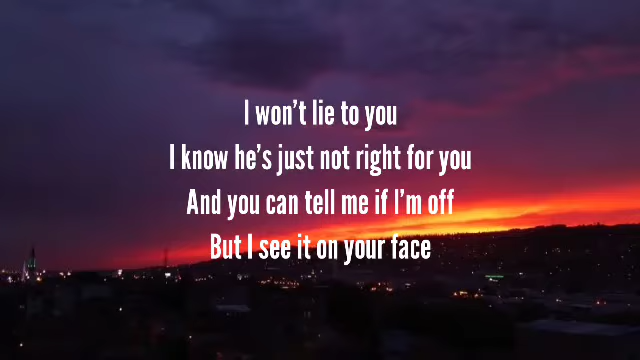 I won’t lie to you
I know he’s just not right for you
And you can tell me if I’m off
But I see it on your face